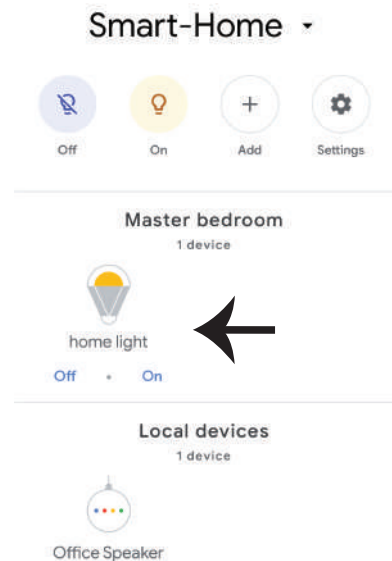 Smart-Home
Off On Add Settings
Master bedroom
1 device
home light
Off • On
Local devices
1 device
Office Speaker